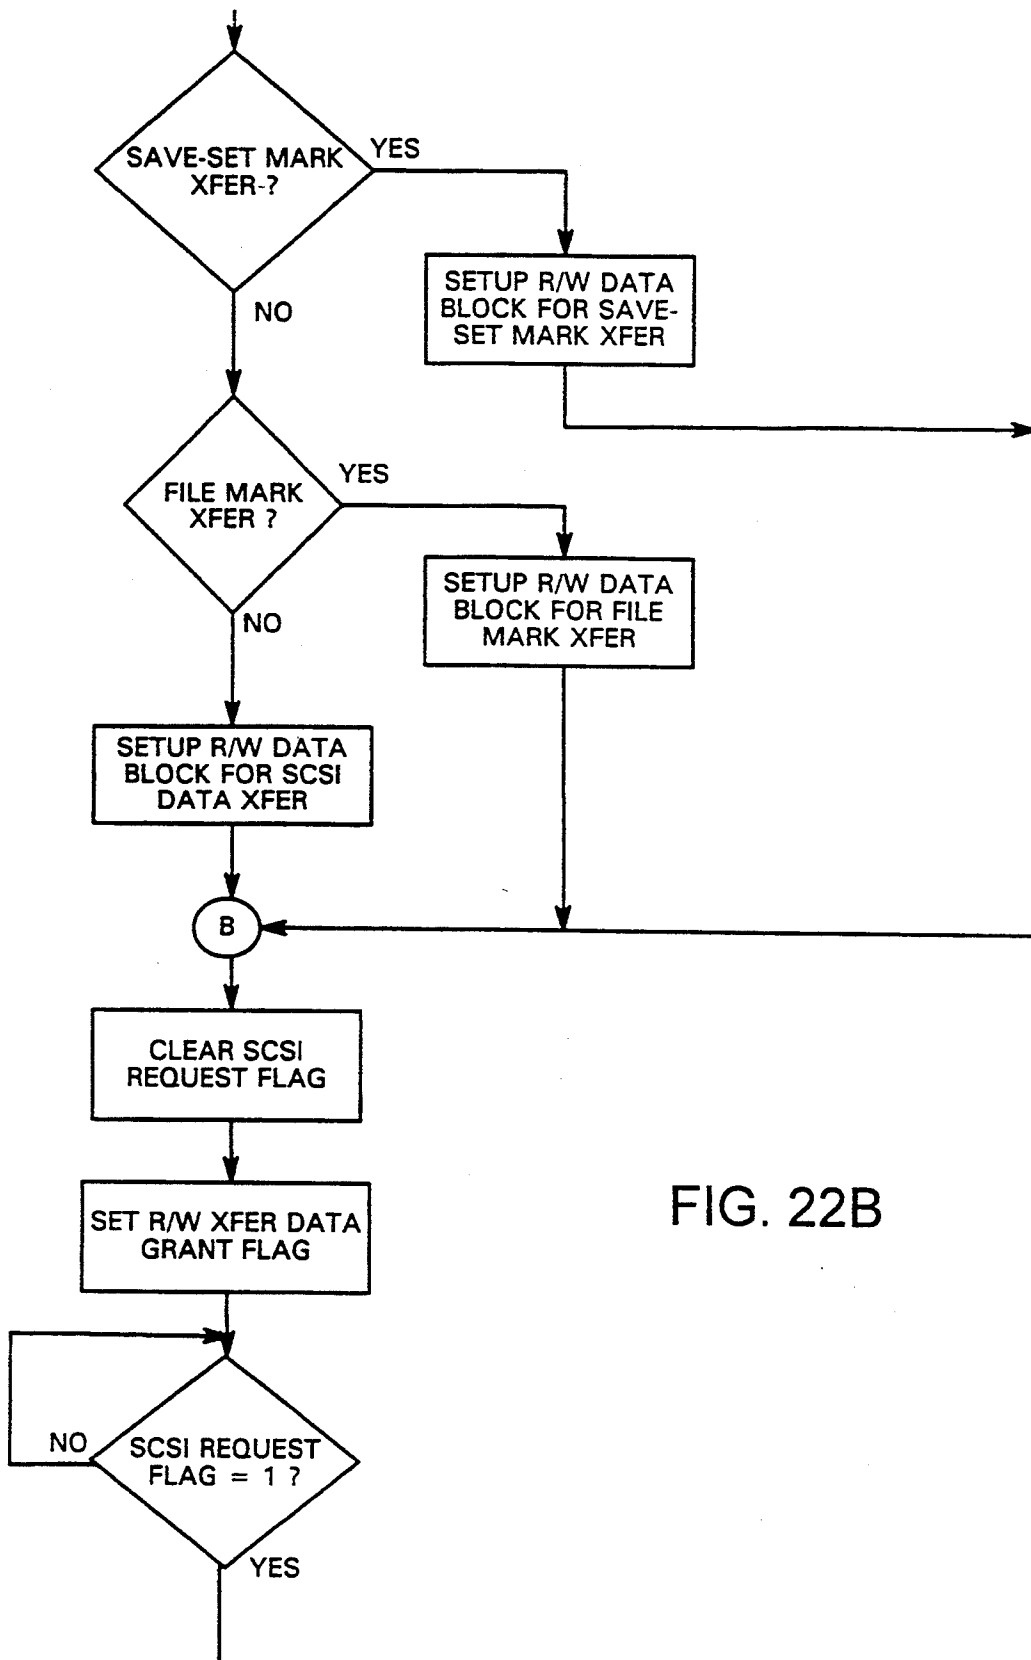 SAVE-SET MARK
XFER-?
YES
NO
SETUP R/W DATA
BLOCK FOR SAVE-
SET MARK XFER
FILE MARK
XFER ?
YES
NO
SETUP R/W DATA
BLOCK FOR FILE
MARK XFER
SETUP R/W DATA
BLOCK FOR SCSI
DATA XFER
B
CLEAR SCSI
REQUEST FLAG
SET R/W XFER DATA
GRANT FLAG
FIG. 22B
SCSI REQUEST
FLAG = 1 ?
NO
YES